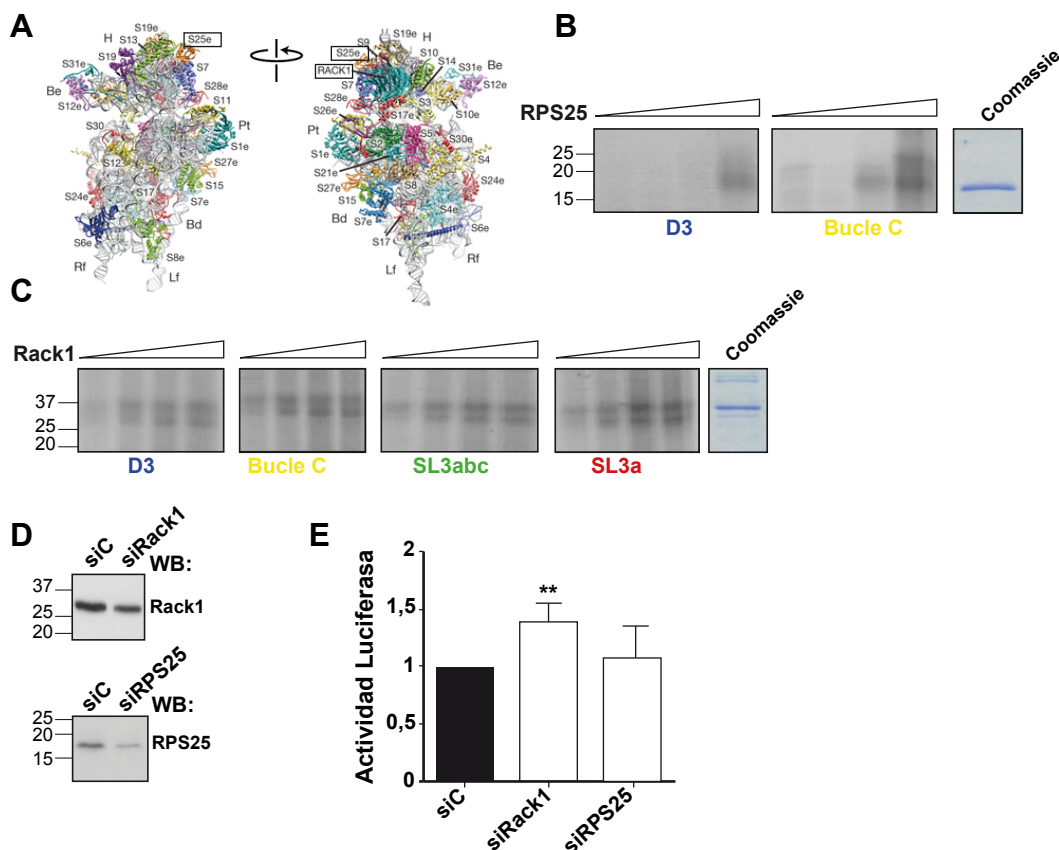 A
S19e
H
S13
S25e
S31e
S19
S7
Be
S12e
S28e
S11
S30
Pt
S1e
S12
S27e
S17
S15
S24e
S7e
Bd
S6e
S8e
Rf
Lf
S9
S19e
H
S25e
S10
S14
RACK1
S31e
Be
S7
S12e
S28e
S3
S26e
S17e
S10e
Pt
S2
S5
S30e
S1e
S4
S21e
S27e
S8
S24e
S15
Bd
S4e
S7e
S6e
S17
Lf
Rf
B
RPS25
Coomassie
25
20
15
D3
Bucle C
C
Rack1
Coomassie
37
25
20
D3
Bucle C
SL3abc
SL3a
D
siC
siRack1
WB:
37
25
20
Rack1
siC
siRPS25
WB:
25
20
15
RPS25
E
Actividad Luciferasa
2
1,5
1
0,5
0
**
siC
siRack1
siRPS25